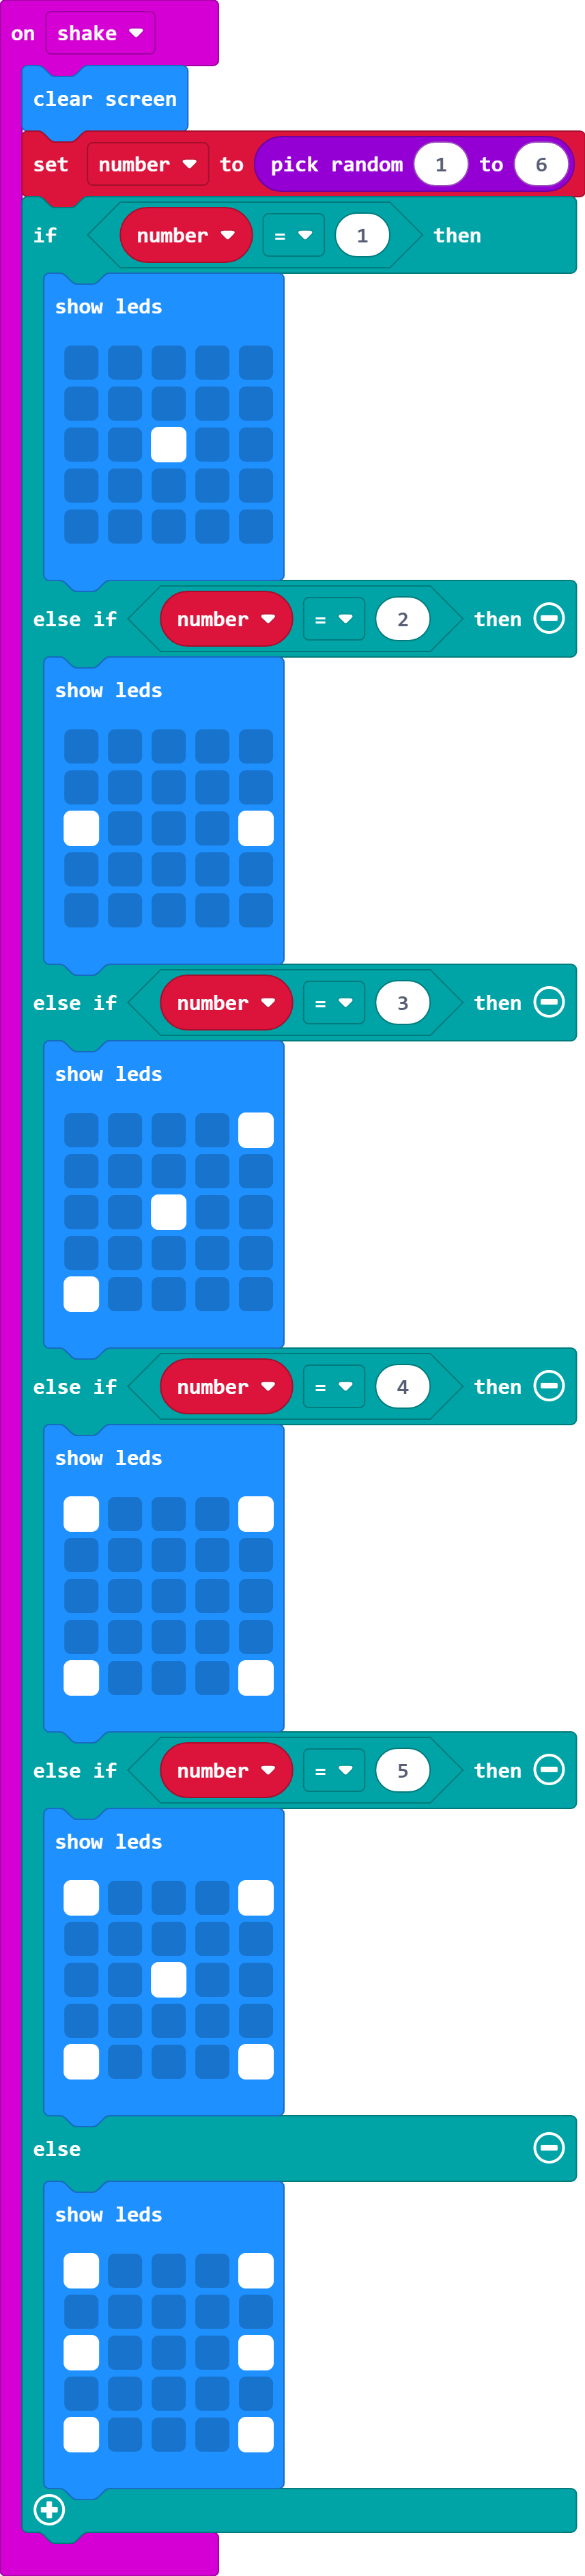 on shake
clear screen
set number to pick random 1 to 6
if number = 1 then
show leds
else if number = 2 then
show leds
else if number = 3 then
show leds
else if number = 4 then
show leds
else if number = 5 then
show leds
else
show leds